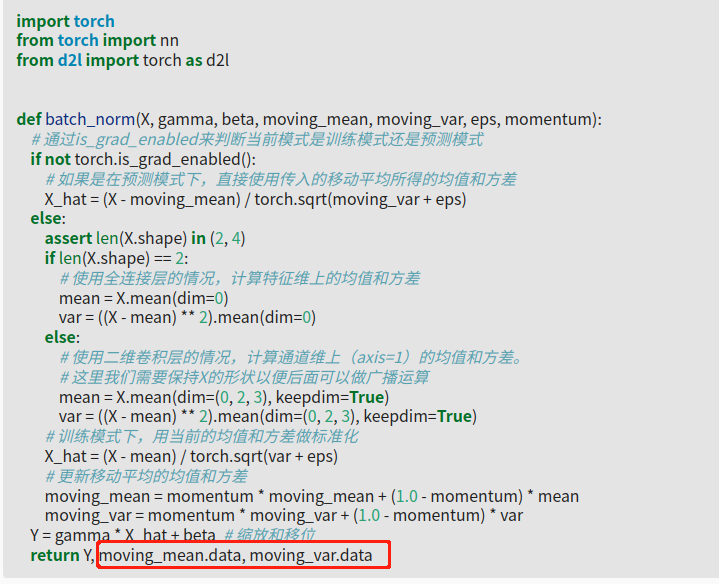 import torch
from torch import nn
from d2l import torch as d2l
def batch_norm(X, gamma, beta, moving_mean, moving_var, eps, momentum):
# 通过is_grad_enabled来判断当前模式是训练模式还是预测模式
if not torch.is_grad_enabled():
# 如果是在预测模式下，直接使用传入的移动平均所得的均值和方差
X_hat = (X - moving_mean) / torch.sqrt(moving_var + eps)
else:
assert len(X.shape) in (2, 4)
if len(X.shape) == 2:
# 使用全连接层的情况，计算特征维上的均值和方差
mean = X.mean(dim=0)
var = ((X - mean) ** 2).mean(dim=0)
else:
# 使用二维卷积层的情况，计算通道维上（axis=1）的均值和方差。
# 这里我们需要保持X的形状以便后面可以做广播运算
mean = X.mean(dim=(0, 2, 3), keepdim=True)
var = ((X - mean) ** 2).mean(dim=(0, 2, 3), keepdim=True)
# 训练模式下，用当前的均值和方差做标准化
X_hat = (X - mean) / torch.sqrt(var + eps)
# 更新移动平均的均值和方差
moving_mean = momentum * moving_mean + (1.0 - momentum) * mean
moving_var = momentum * moving_var + (1.0 - momentum) * var
Y = gamma * X_hat + beta # 缩放和移位
return Y, moving_mean.data, moving_var.data